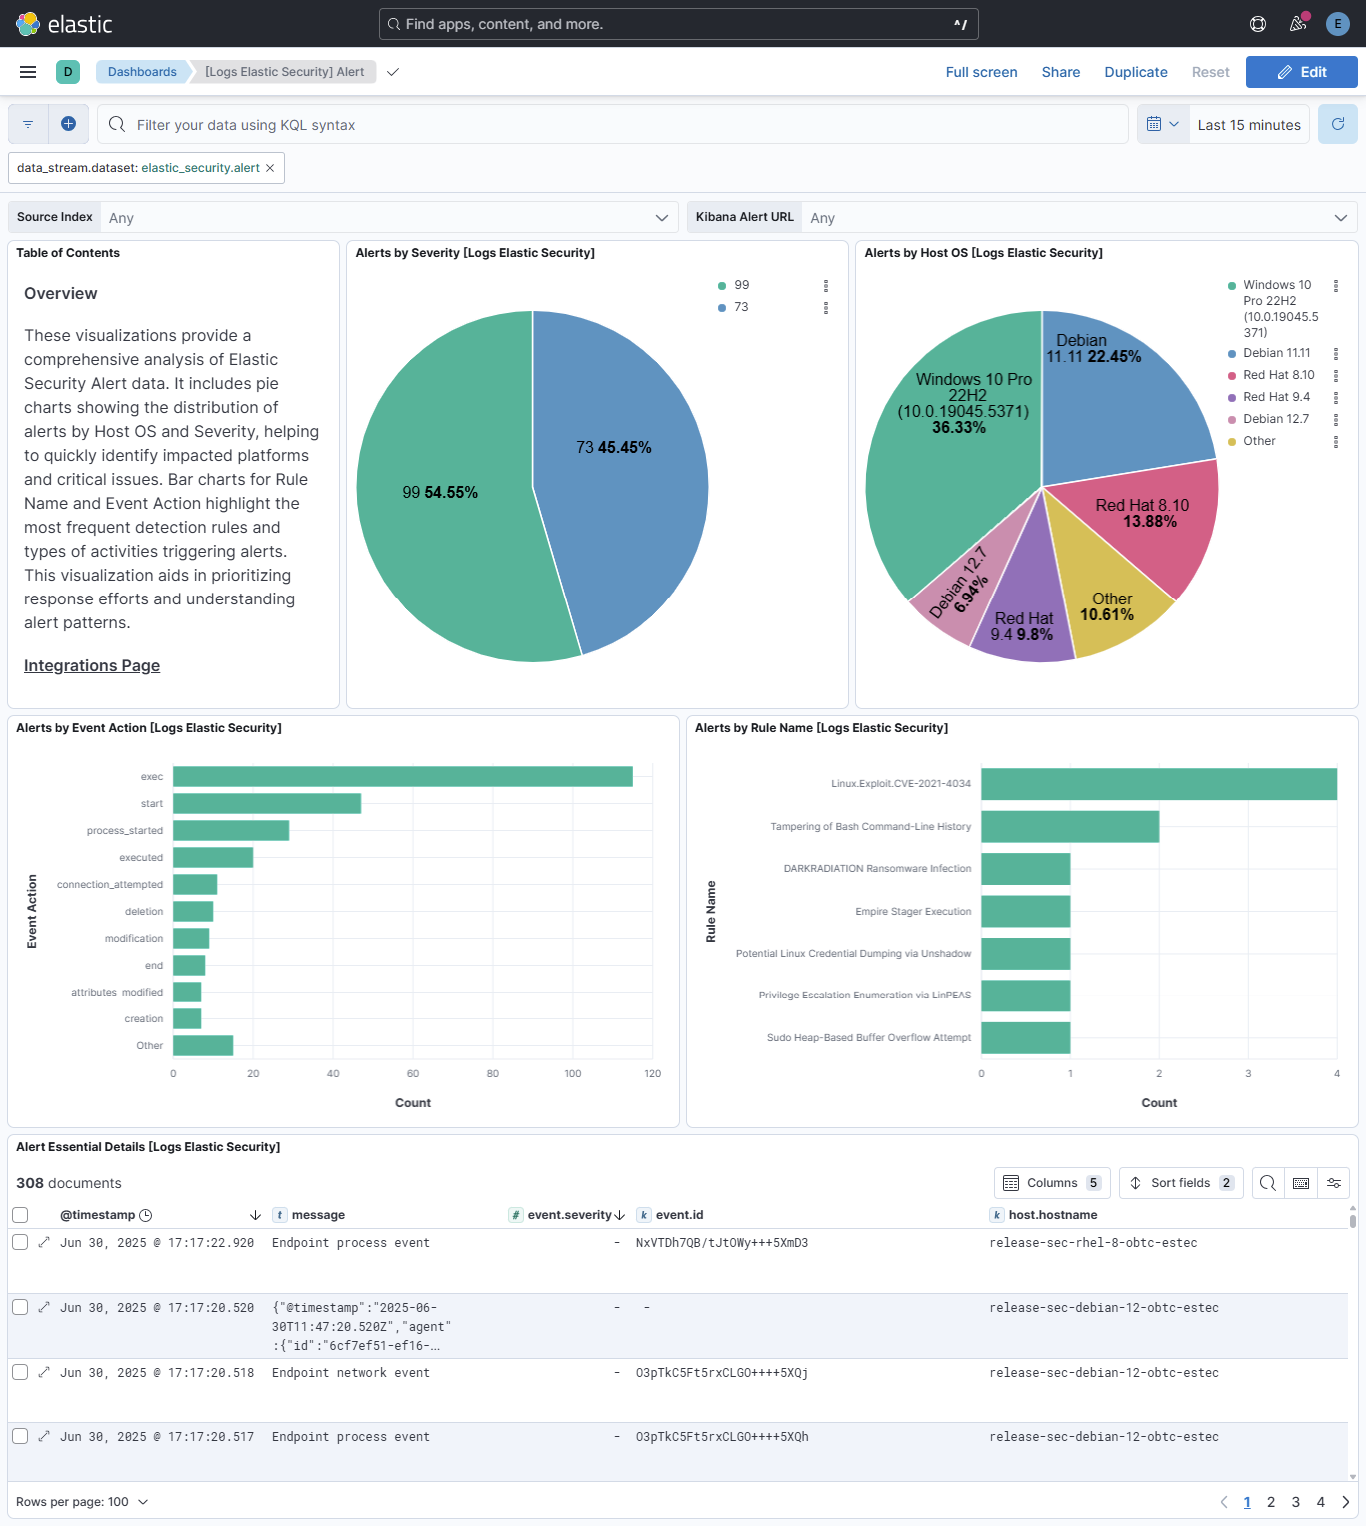 elastic
Find apps, content, and more.
^/
E
D
Dashboards
[Logs Elastic Security] Alert
Full screen
Share
Duplicate
Reset
Edit
Filter your data using KQL syntax
Last 15 minutes
data_stream.dataset: elastic_security.alert
Source Index
Any
Kibana Alert URL
Any
Table of Contents
Overview
These visualizations provide a
comprehensive analysis of Elastic
Security Alert data. It includes pie
charts showing the distribution of
alerts by Host OS and Severity, helping
to quickly identify impacted platforms
and critical issues. Bar charts for Rule
Name and Event Action highlight the
most frequent detection rules and
types of activities triggering alerts.
This visualization aids in prioritizing
response efforts and understanding
alert patterns.
Integrations Page
Alerts by Severity [Logs Elastic Security]
99
73
73 45.45%
99 54.55%
Alerts by Host OS [Logs Elastic Security]
Windows 10
Pro 22H2
(10.0.19045.5
371)
Debian 11.11
Red Hat 8.10
Red Hat 9.4
Debian 12.7
Other
Debian
11.11 22.45%
Windows 10 Pro
22H2
(10.0.19045.5371)
36.33%
Red Hat 8.10
13.88%
Debian 12.7
6.94%
Red Hat
9.4 9.8%
Other
10.61%
Alerts by Event Action [Logs Elastic Security]
Event Action
exec
start
process_started
executed
connection_attempted
deletion
modification
end
attributes modified
creation
Other
0
20
40
60
80
100
120
Count
Alerts by Rule Name [Logs Elastic Security]
Rule Name
Linux.Exploit.CVE-2021-4034
Tampering of Bash Command-Line History
DARKRADIATION Ransomware Infection
Empire Stager Execution
Potential Linux Credential Dumping via Unshadow
Privilege Escalation Enumeration via LinPEAS
Sudo Heap-Based Buffer Overflow Attempt
0
1
2
3
4
Count
Alert Essential Details [Logs Elastic Security]
308 documents
Columns 5
Sort fields 2
@timestamp
t message
# event.severity
k event.id
k host.hostname
Jun 30, 2025 @ 17:17:22.920
Endpoint process event
-
NxVTDh7QB/tJtOWy+++5XmD3
release-sec-rhel-8-obtc-estec
Jun 30, 2025 @ 17:17:20.520
{"@timestamp":"2025-06-
30T11:47:20.520Z","agent"
:{"id":"6cf7ef51-ef16-…
-
-
release-sec-debian-12-obtc-estec
Jun 30, 2025 @ 17:17:20.518
Endpoint network event
-
O3pTkC5Ft5rxCLGO++++5XQj
release-sec-debian-12-obtc-estec
Jun 30, 2025 @ 17:17:20.517
Endpoint process event
-
O3pTkC5Ft5rxCLGO++++5XQh
release-sec-debian-12-obtc-estec
Rows per page: 100
1
2
3
4